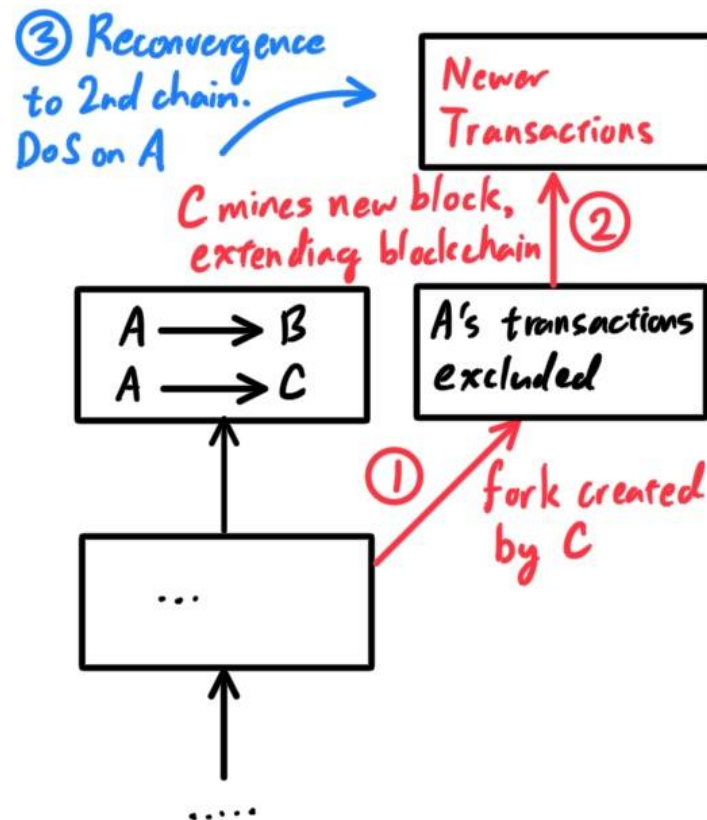 ③ Reconvergence
to 2nd chain.
DoS on A
Newer
Transactions
C mines new block,
extending blockchain
②
A → B
A → C
A's transactions
excluded
①
fork created
by C
...
.....